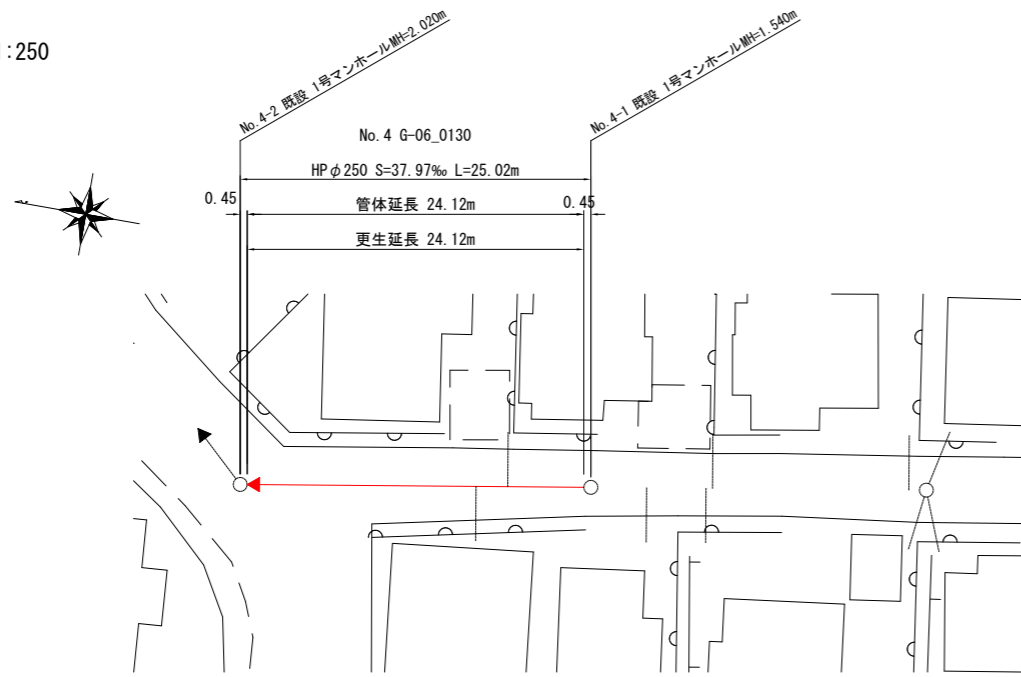 :250
No.4-2 既設 1号マンホールMH=2.020m
No.4-1 既設 1号マンホールMH=1.540m
No.4 G-06_0130
HPφ250 S=37.97‰ L=25.02m
0.45
管体延長 24.12m
0.45
更生延長 24.12m